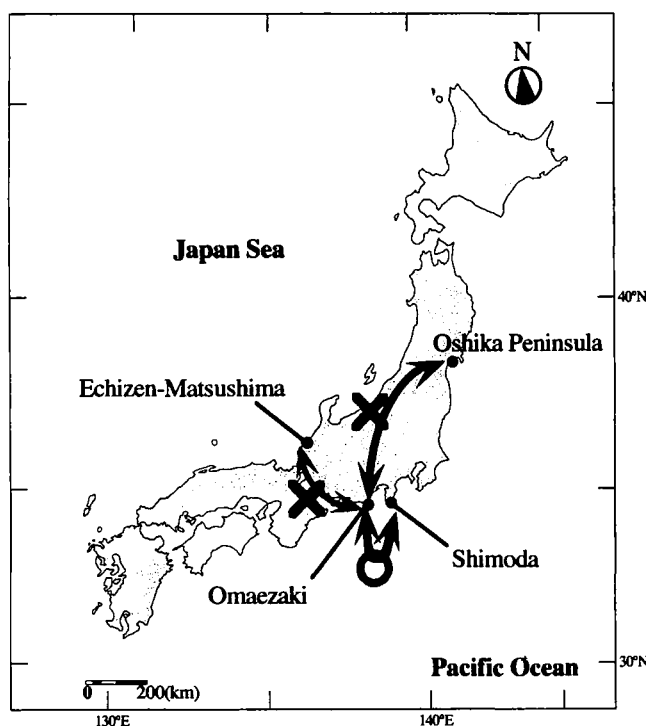 N
Japan Sea
40°N
Oshika Peninsula
Echizen-Matsushima
Shimoda
Omaezaki
Pacific Ocean
30°N
0 200(km)
130°E 140°E